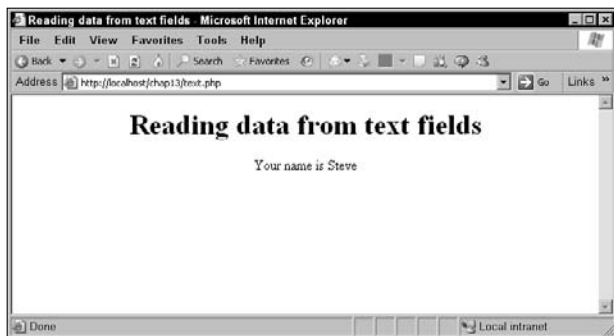 Reading data from text fields - Microsoft Internet Explorer
File Edit View Favorites Tools Help
Back Search Favorites
Address http://localhost/chap13/text.php Go Links »
Reading data from text fields
Your name is Steve
Done Local intranet